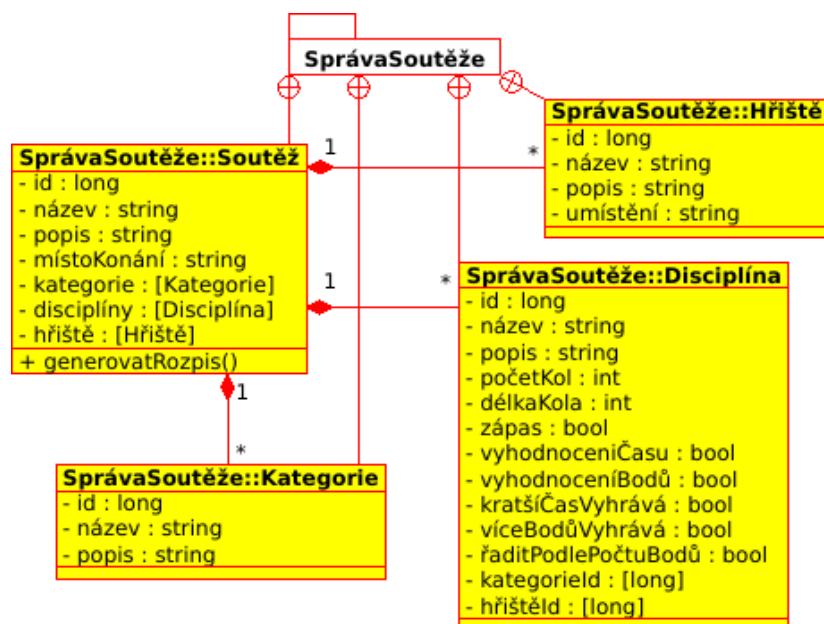 SprávaSoutěže
SprávaSoutěže::Soutěž
- id : long
- název : string
- popis : string
- místoKonání : string
- kategorie : [Kategorie]
- disciplíny : [Disciplína]
- hřiště : [Hřiště]
+ generovatRozpis()
1
*
SprávaSoutěže::Hřiště
- id : long
- název : string
- popis : string
- umístění : string
1
*
SprávaSoutěže::Disciplína
- id : long
- název : string
- popis : string
- početKol : int
- délkaKola : int
- zápas : bool
- vyhodnoceniČasu : bool
- vyhodnoceníBodů : bool
- kratšíČasVyhrává : bool
- víceBodůVyhrává : bool
- řaditPodlePočtuBodů : bool
- kategorieId : [long]
- hřištěId : [long]
1
*
SprávaSoutěže::Kategorie
- id : long
- název : string
- popis : string